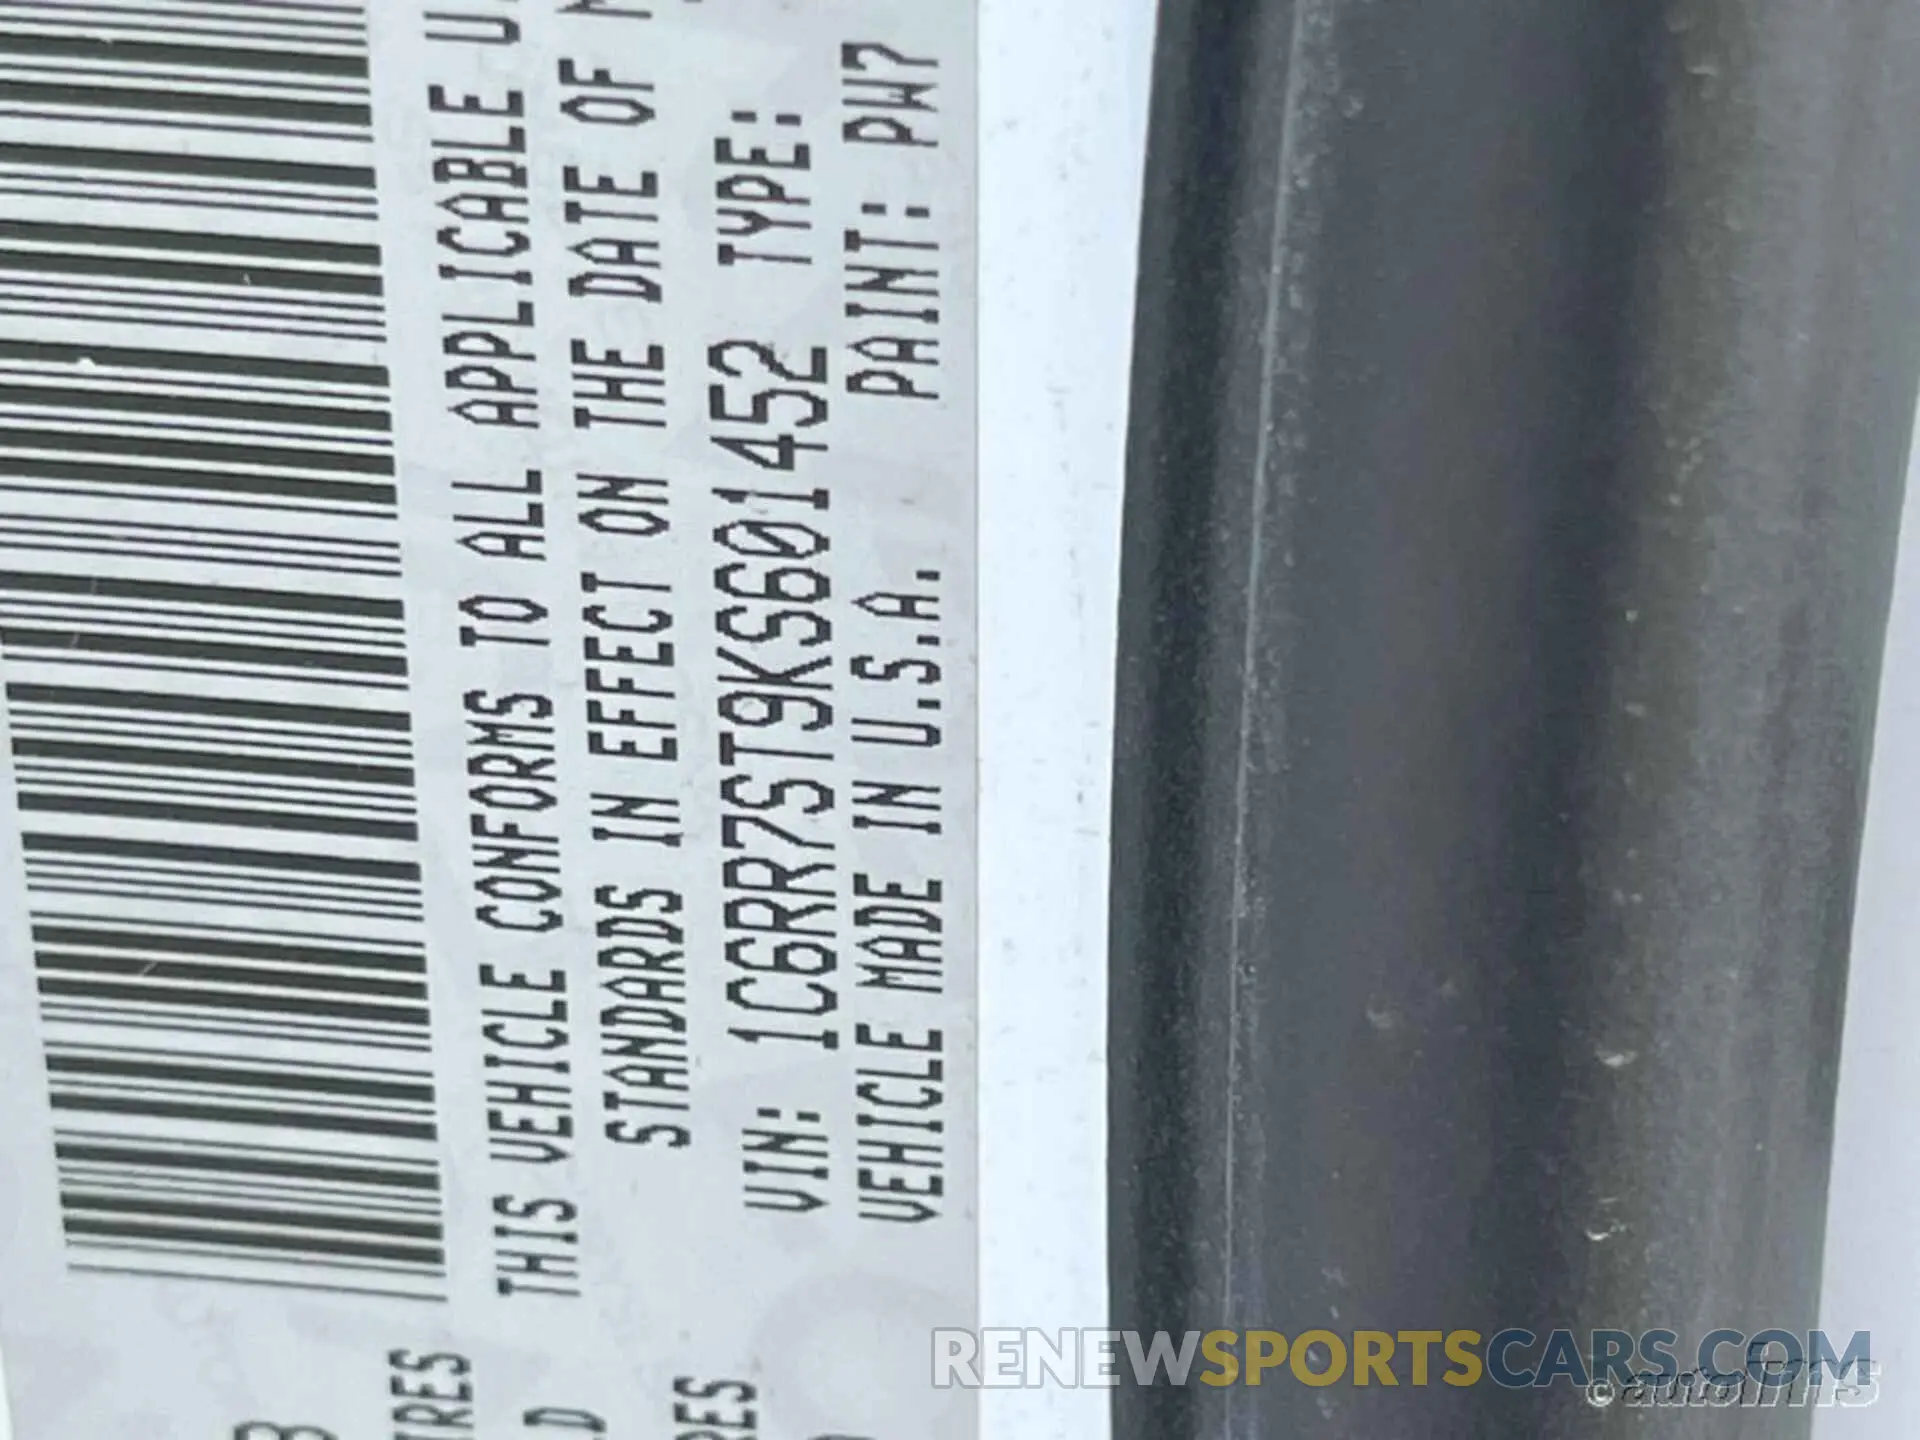 THIS VEHICLE CONFORMS TO ALL APPLICABLE U.
STANDARDS IN EFFECT ON THE DATE OF
VIN: 1C6RR7ST9KS601452 TYPE:
VEHICLE MADE IN U.S.A. PAINT: PW7
RENEWSPORTSCARS.COM